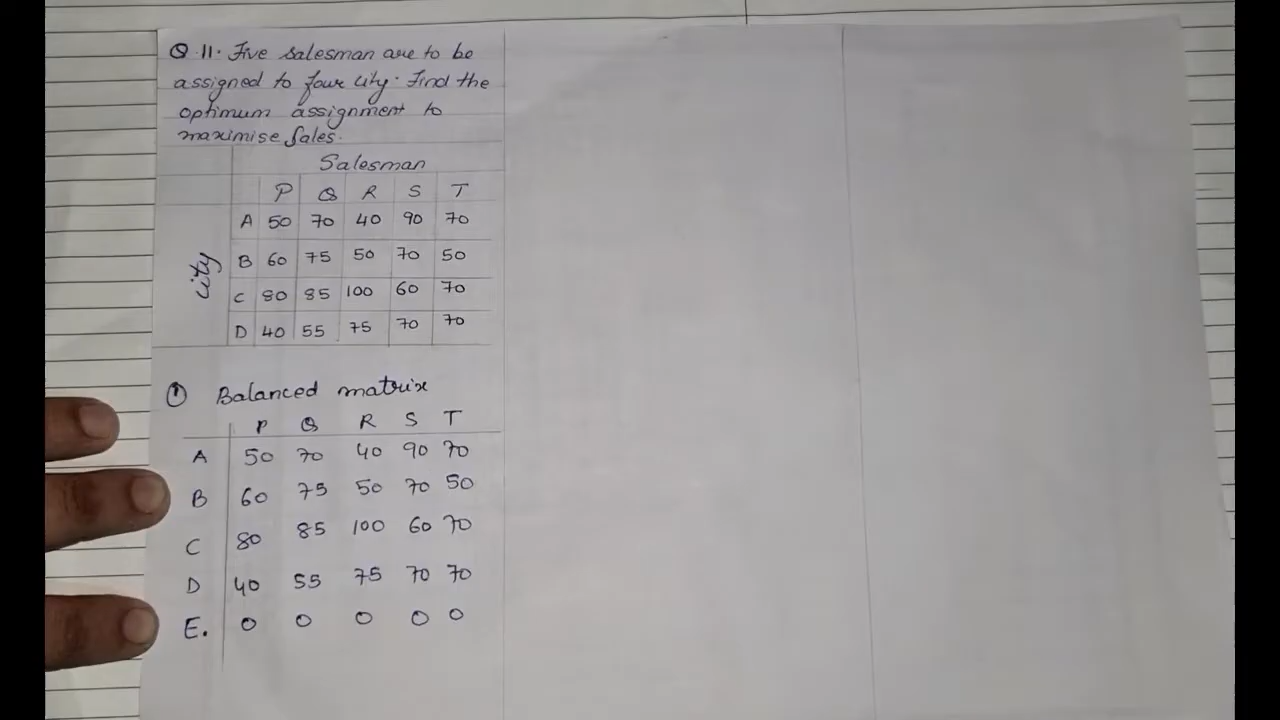 Q.11. Five salesman are to be
assigned to four city. Find the
optimum assignment to
maximise Sales.
Salesman
P Q R S T
city
A 50 70 40 90 70
B 60 75 50 70 50
C 80 85 100 60 70
D 40 55 75 70 70
① Balanced matrix
P Q R S T
A 50 70 40 90 70
B 60 75 50 70 50
C 80 85 100 60 70
D 40 55 75 70 70
E. 0 0 0 0 0